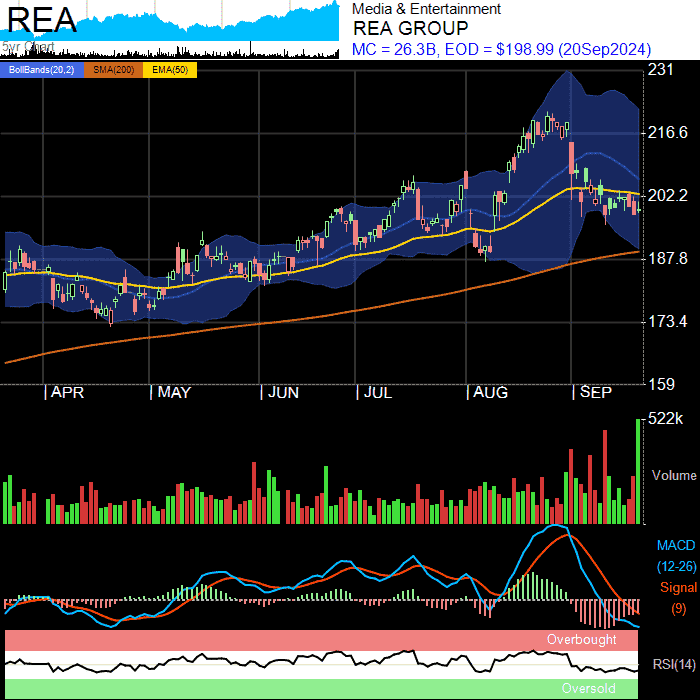 REA
5yr Chart
Media & Entertainment
REA GROUP
MC = 26.3B, EOD = $198.99 (20Sep2024)
BollBands(20,2) SMA(200) EMA(50)
231
216.6
202.2
187.8
173.4
159
APR MAY JUN JUL AUG SEP
522k
Volume
MACD
(12-26)
Signal
(9)
Overbought
RSI(14)
Oversold